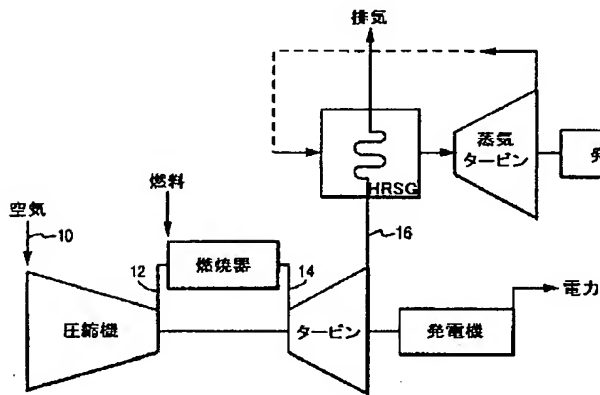 排気
蒸気
タービン
発
HRSG
燃料
空気
10
16
12
燃焼器
14
電力
圧縮機
タービン
発電機